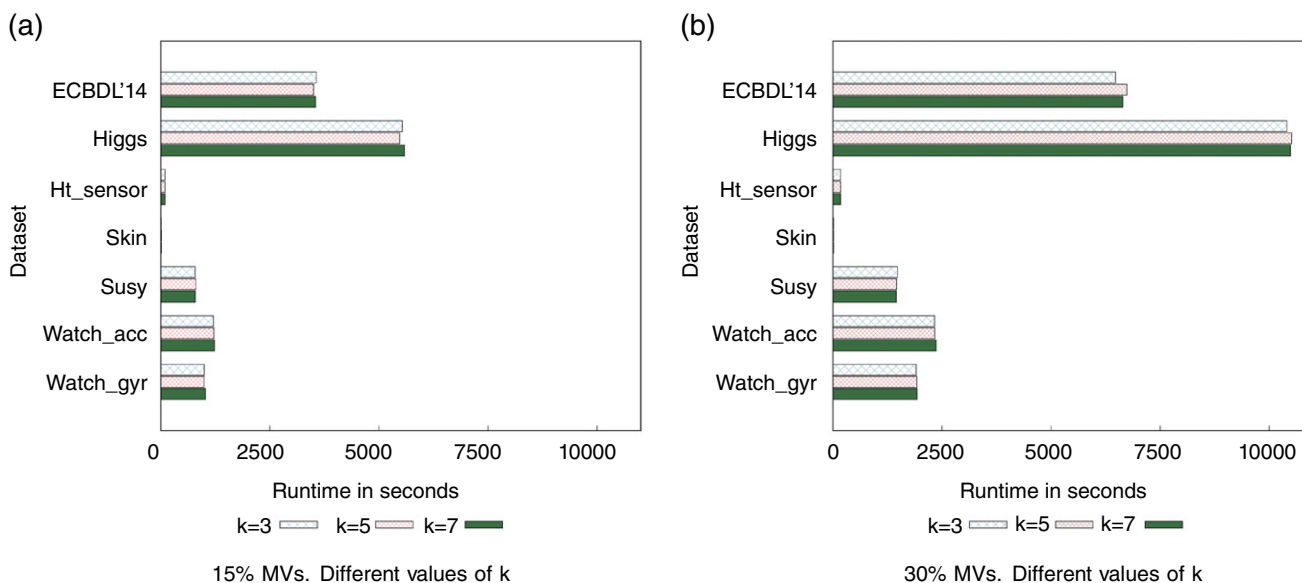 (a)
Dataset
ECBDL'14
Higgs
Ht_sensor
Skin
Susy
Watch_acc
Watch_gyr
0 2500 5000 7500 10000
Runtime in seconds
k=3 k=5 k=7
15% MVs. Different values of k
(b)
Dataset
ECBDL'14
Higgs
Ht_sensor
Skin
Susy
Watch_acc
Watch_gyr
0 2500 5000 7500 10000
Runtime in seconds
k=3 k=5 k=7
30% MVs. Different values of k